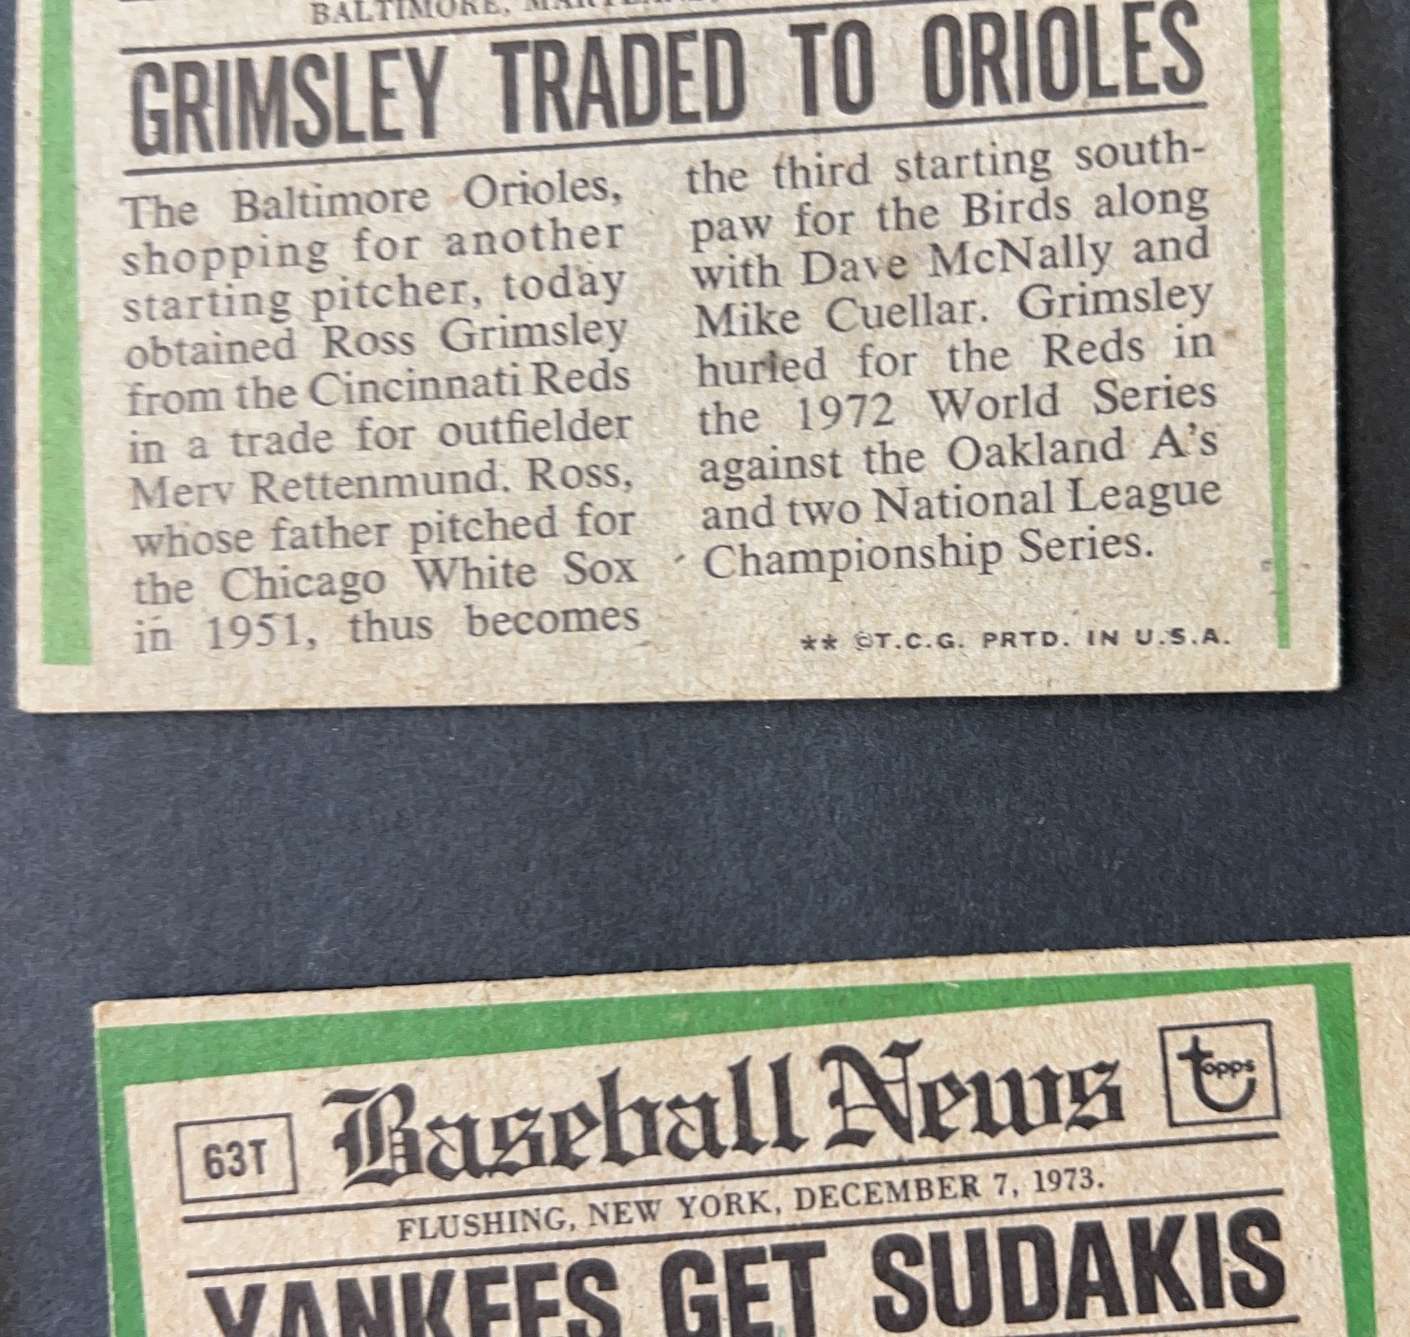 BALTIMORE,
GRIMSLEY TRADED TO ORIOLES
The Baltimore Orioles,
shopping for another
starting pitcher, today
obtained Ross Grimsley
from the Cincinnati Reds
in a trade for outfielder
Merv Rettenmund. Ross,
whose father pitched for
the Chicago White Sox
in 1951, thus becomes
the third starting south-
paw for the Birds along
with Dave McNally and
Mike Cuellar. Grimsley
hurled for the Reds in
the 1972 World Series
against the Oakland A's
and two National League
Championship Series.
** ©T.C.G. PRTD. IN U.S.A.
63T
Baseball News
topps
FLUSHING, NEW YORK, DECEMBER 7, 1973.
YANKEES GET SUDAKIS